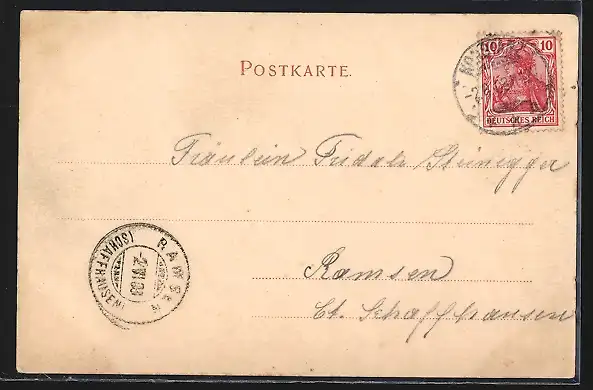 POSTKARTE.
10 10
DEUTSCHES REICH
Fräulein Frida Steinegger
Ramsen
Ct. Schaffhausen
RAMSEN
(SCHAFFHAUSEN)